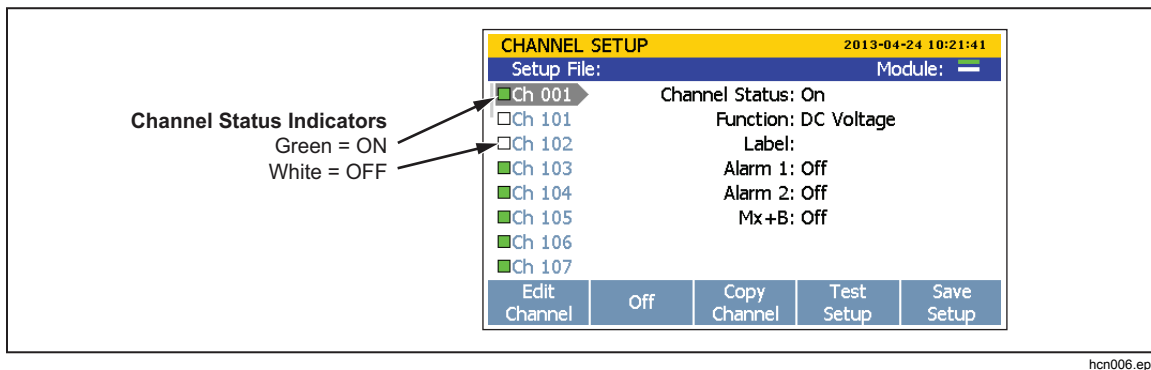 CHANNEL SETUP 2013-04-24 10:21:41
Setup File: Module:
Channel Status Indicators
Green = ON
White = OFF
Ch 001
Ch 101
Ch 102
Ch 103
Ch 104
Ch 105
Ch 106
Ch 107
Channel Status: On
Function: DC Voltage
Label:
Alarm 1: Off
Alarm 2: Off
Mx+B: Off
Edit Channel
Off
Copy Channel
Test Setup
Save Setup
hcn006.ep